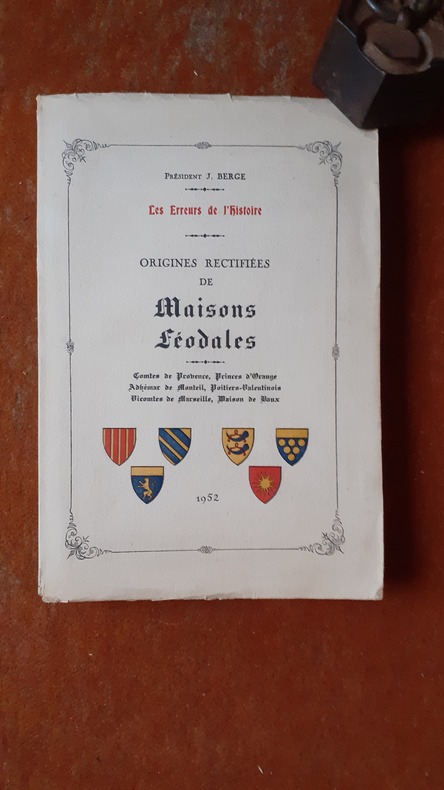 Président J. BERGE
Les Erreurs de l'Histoire
ORIGINES RECTIFIÉES
DE
Maisons
Féodales
Comtes de Provence, Princes d'Orange
Adhémar de Monteil, Poitiers-Valentinois
Vicomtes de Marseille, Maison de Baux
1952